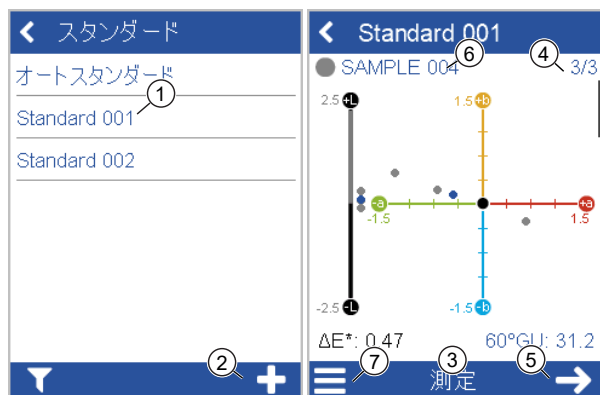 スタンダード
オートスタンダード
1
Standard 001
Standard 002
2
Standard 001
6
4
SAMPLE 004
3/3
2.5 +L
1.5 +b
-a
+a
-1.5
1.5
-2.5 -L
-1.5 -b
ΔE*: 0.47
60°GU: 31.2
7
3
5
測定